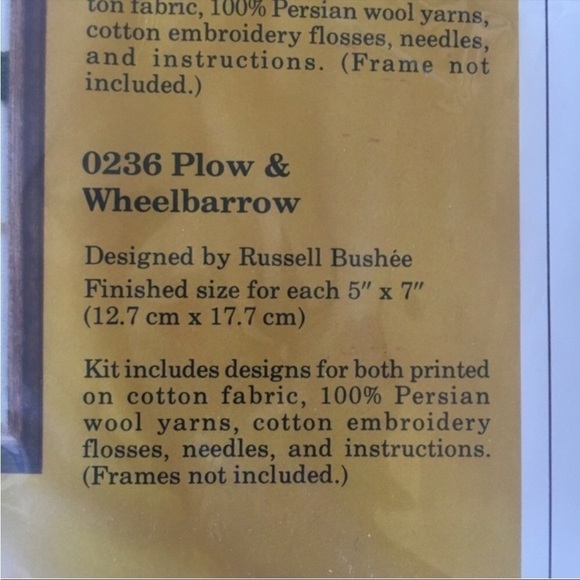 ton fabric, 100% Persian wool yarns,
cotton embroidery flosses, needles,
and instructions. (Frame not
included.)
0236 Plow &
Wheelbarrow
Designed by Russell Bushée
Finished size for each 5″ x 7″
(12.7 cm x 17.7 cm)
Kit includes designs for both printed
on cotton fabric, 100% Persian
wool yarns, cotton embroidery
flosses, needles, and instructions.
(Frames not included.)